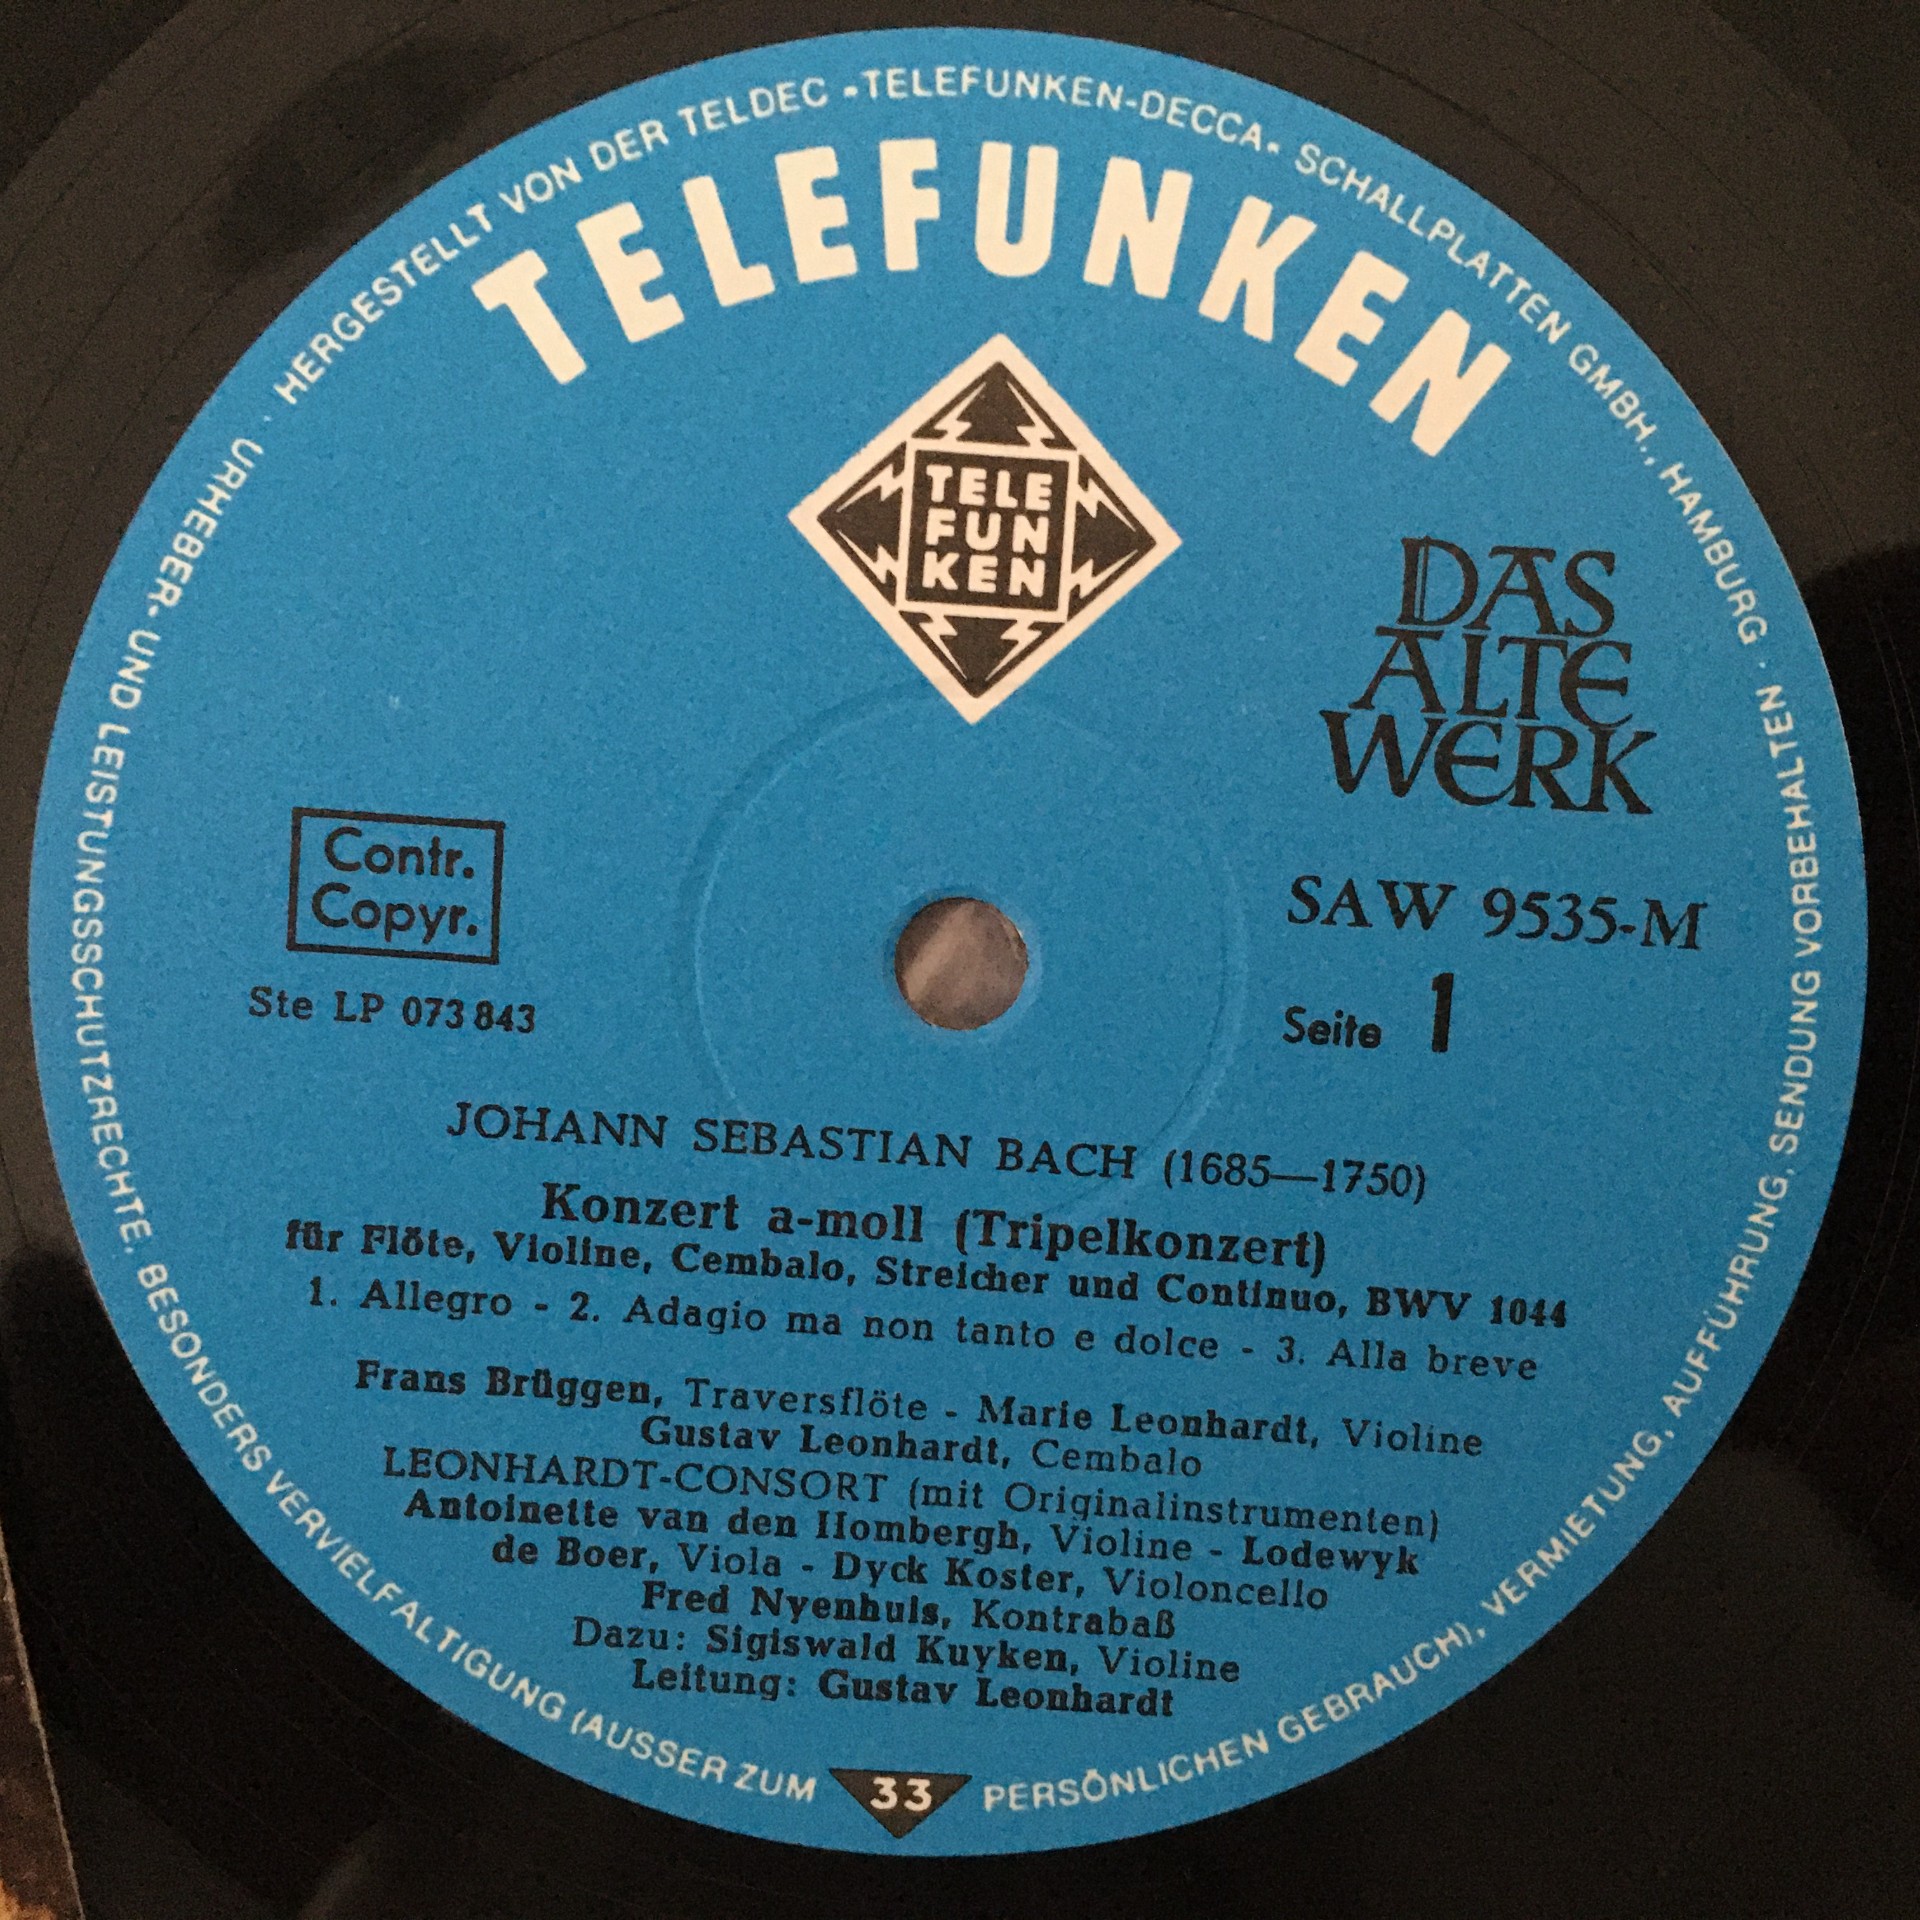 HERGESTELLT VON DER TELDEC •TELEFUNKEN-DECCA• SCHALLPLATTEN GMBH., HAMBURG · URHEBER- UND LEISTUNGSSCHUTZRECHTE, BESONDERS VERVIELFÄLTIGUNG (AUSSER ZUM PERSÖNLICHEN GEBRAUCH), VERMIETUNG, AUFFÜHRUNG, SENDUNG VORBEHALTEN ·
TELEFUNKEN
TELE
FUN
KEN
DAS
ALTE
WERK
Contr.
Copyr.
SAW 9535-M
Ste LP 073 843
Seite 1
JOHANN SEBASTIAN BACH (1685—1750)
Konzert a-moll (Tripelkonzert)
für Flöte, Violine, Cembalo, Streicher und Continuo, BWV 1044
1. Allegro - 2. Adagio ma non tanto e dolce - 3. Alla breve
Frans Brüggen, Traversflöte - Marie Leonhardt, Violine
Gustav Leonhardt, Cembalo
LEONHARDT-CONSORT (mit Originalinstrumenten)
Antoinette van den Hombergh, Violine - Lodewyk
de Boer, Viola - Dyck Koster, Violoncello
Fred Nyenhuis, Kontrabaß
Dazu: Sigiswald Kuyken, Violine
Leitung: Gustav Leonhardt
33